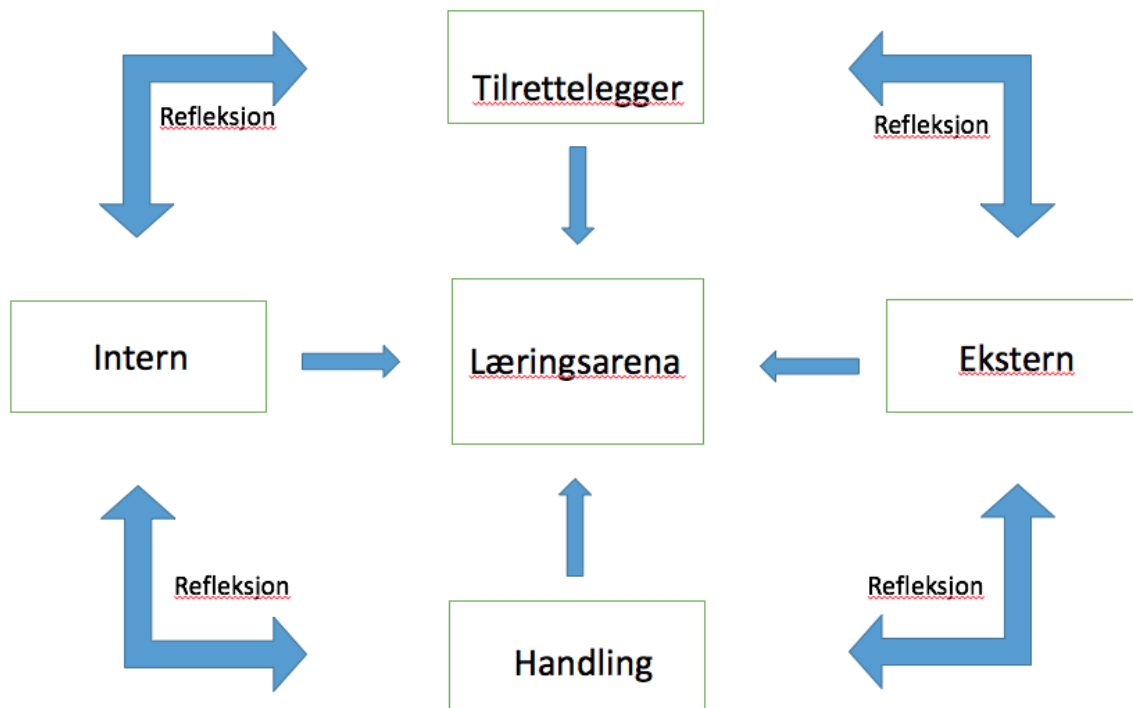 Tilrettelegger
Refleksjon
Refleksjon
Intern
Læringsarena
Ekstern
Refleksjon
Refleksjon
Handling